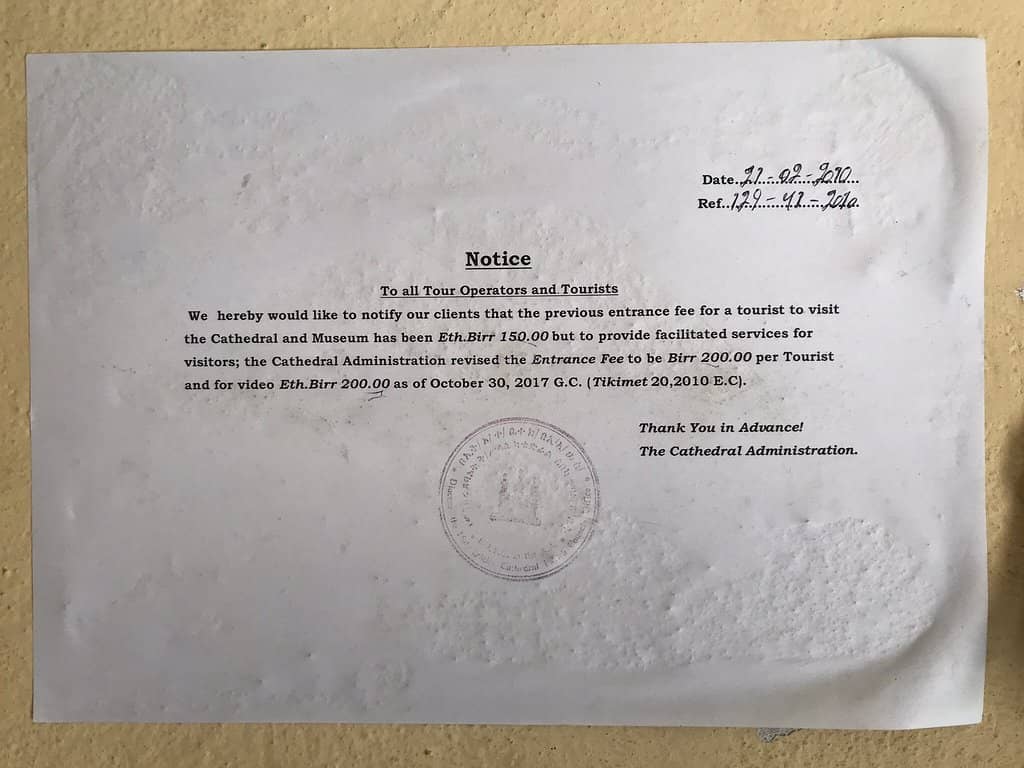 Date..21...-..02..-..2010...
Ref..129....-..41..-..2010.
Notice
To all Tour Operators and Tourists
We hereby would like to notify our clients that the previous entrance fee for a tourist to visit
the Cathedral and Museum has been Eth.Birr 150.00 but to provide facilitated services for
visitors; the Cathedral Administration revised the Entrance Fee to be Birr 200.00 per Tourist
and for video Eth.Birr 200.00 as of October 30, 2017 G.C. (Tikimet 20,2010 E.C).
Thank You in Advance!
The Cathedral Administration.
Cathedral